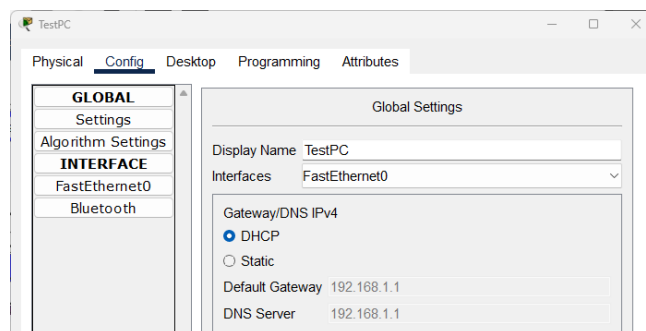 TestPC
Physical Config Desktop Programming Attributes
GLOBAL
Settings
Algorithm Settings
INTERFACE
FastEthernet0
Bluetooth
Global Settings
Display Name TestPC
Interfaces FastEthernet0
Gateway/DNS IPv4
DHCP
Static
Default Gateway 192.168.1.1
DNS Server 192.168.1.1